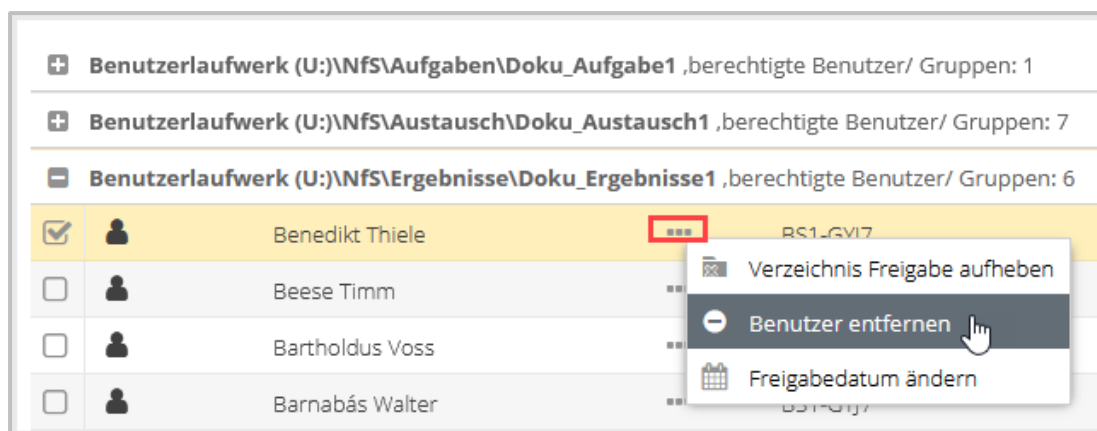 Benutzerlaufwerk (U:)\NfS\Aufgaben\Doku_Aufgabe1 ,berechtigte Benutzer/ Gruppen: 1
Benutzerlaufwerk (U:)\NfS\Austausch\Doku_Austausch1 ,berechtigte Benutzer/ Gruppen: 7
Benutzerlaufwerk (U:)\NfS\Ergebnisse\Doku_Ergebnisse1 ,berechtigte Benutzer/ Gruppen: 6
Benedikt Thiele
Verzeichnis Freigabe aufheben
Beese Timm
Benutzer entfernen
Bartholdus Voss
Freigabedatum ändern
Barnabás Walter